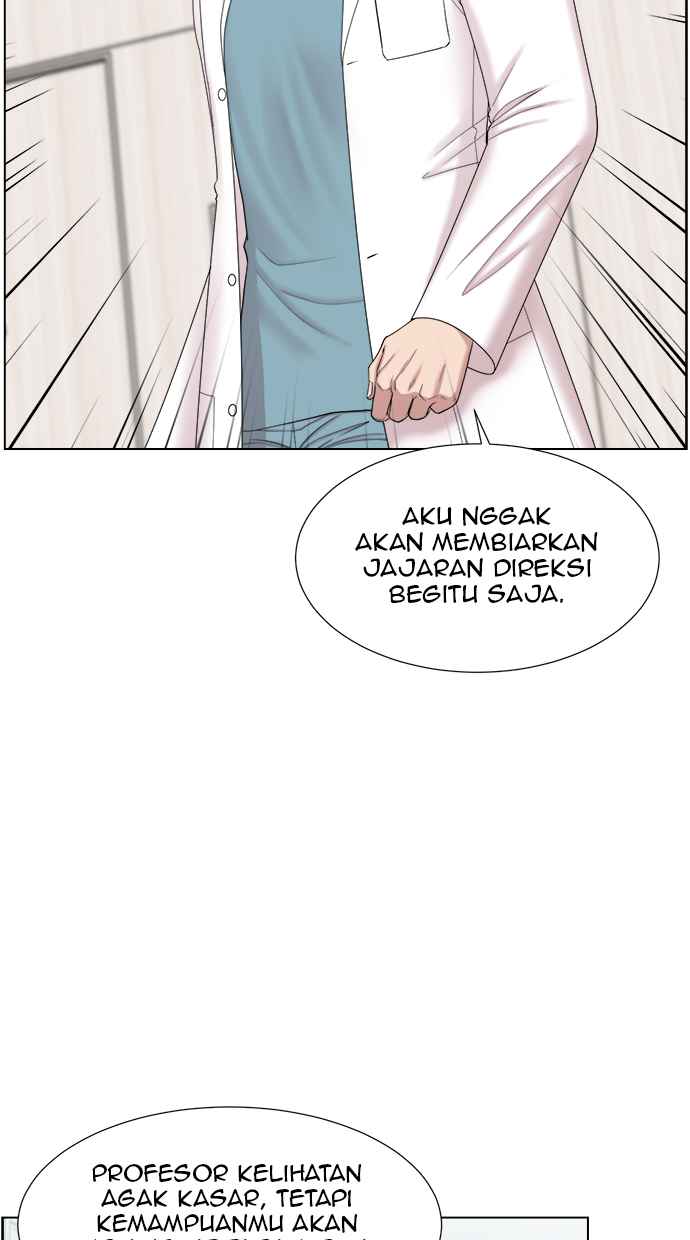 AKU NGGAK
AKAN MEMBIARKAN
JAJARAN DIREKSI
BEGITU SAJA.
PROFESOR KELIHATAN
AGAK KASAR, TETAPI
KEMAMPUANMU AKAN